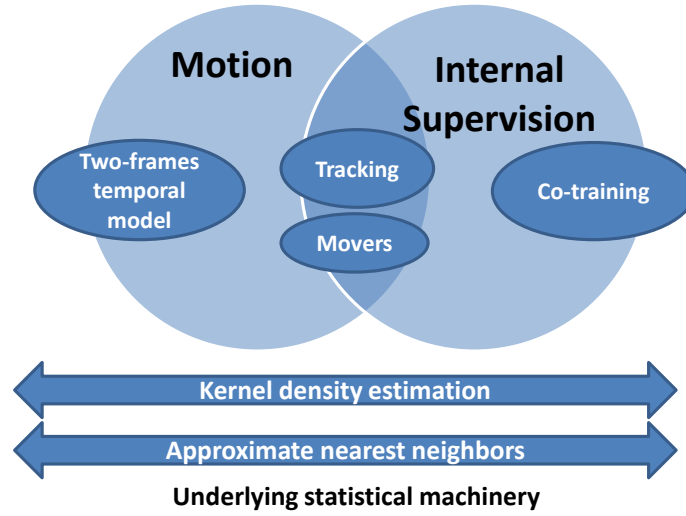 Motion
Internal
Supervision
Two-frames
temporal
model
Tracking
Movers
Co-training
Kernel density estimation
Approximate nearest neighbors
Underlying statistical machinery